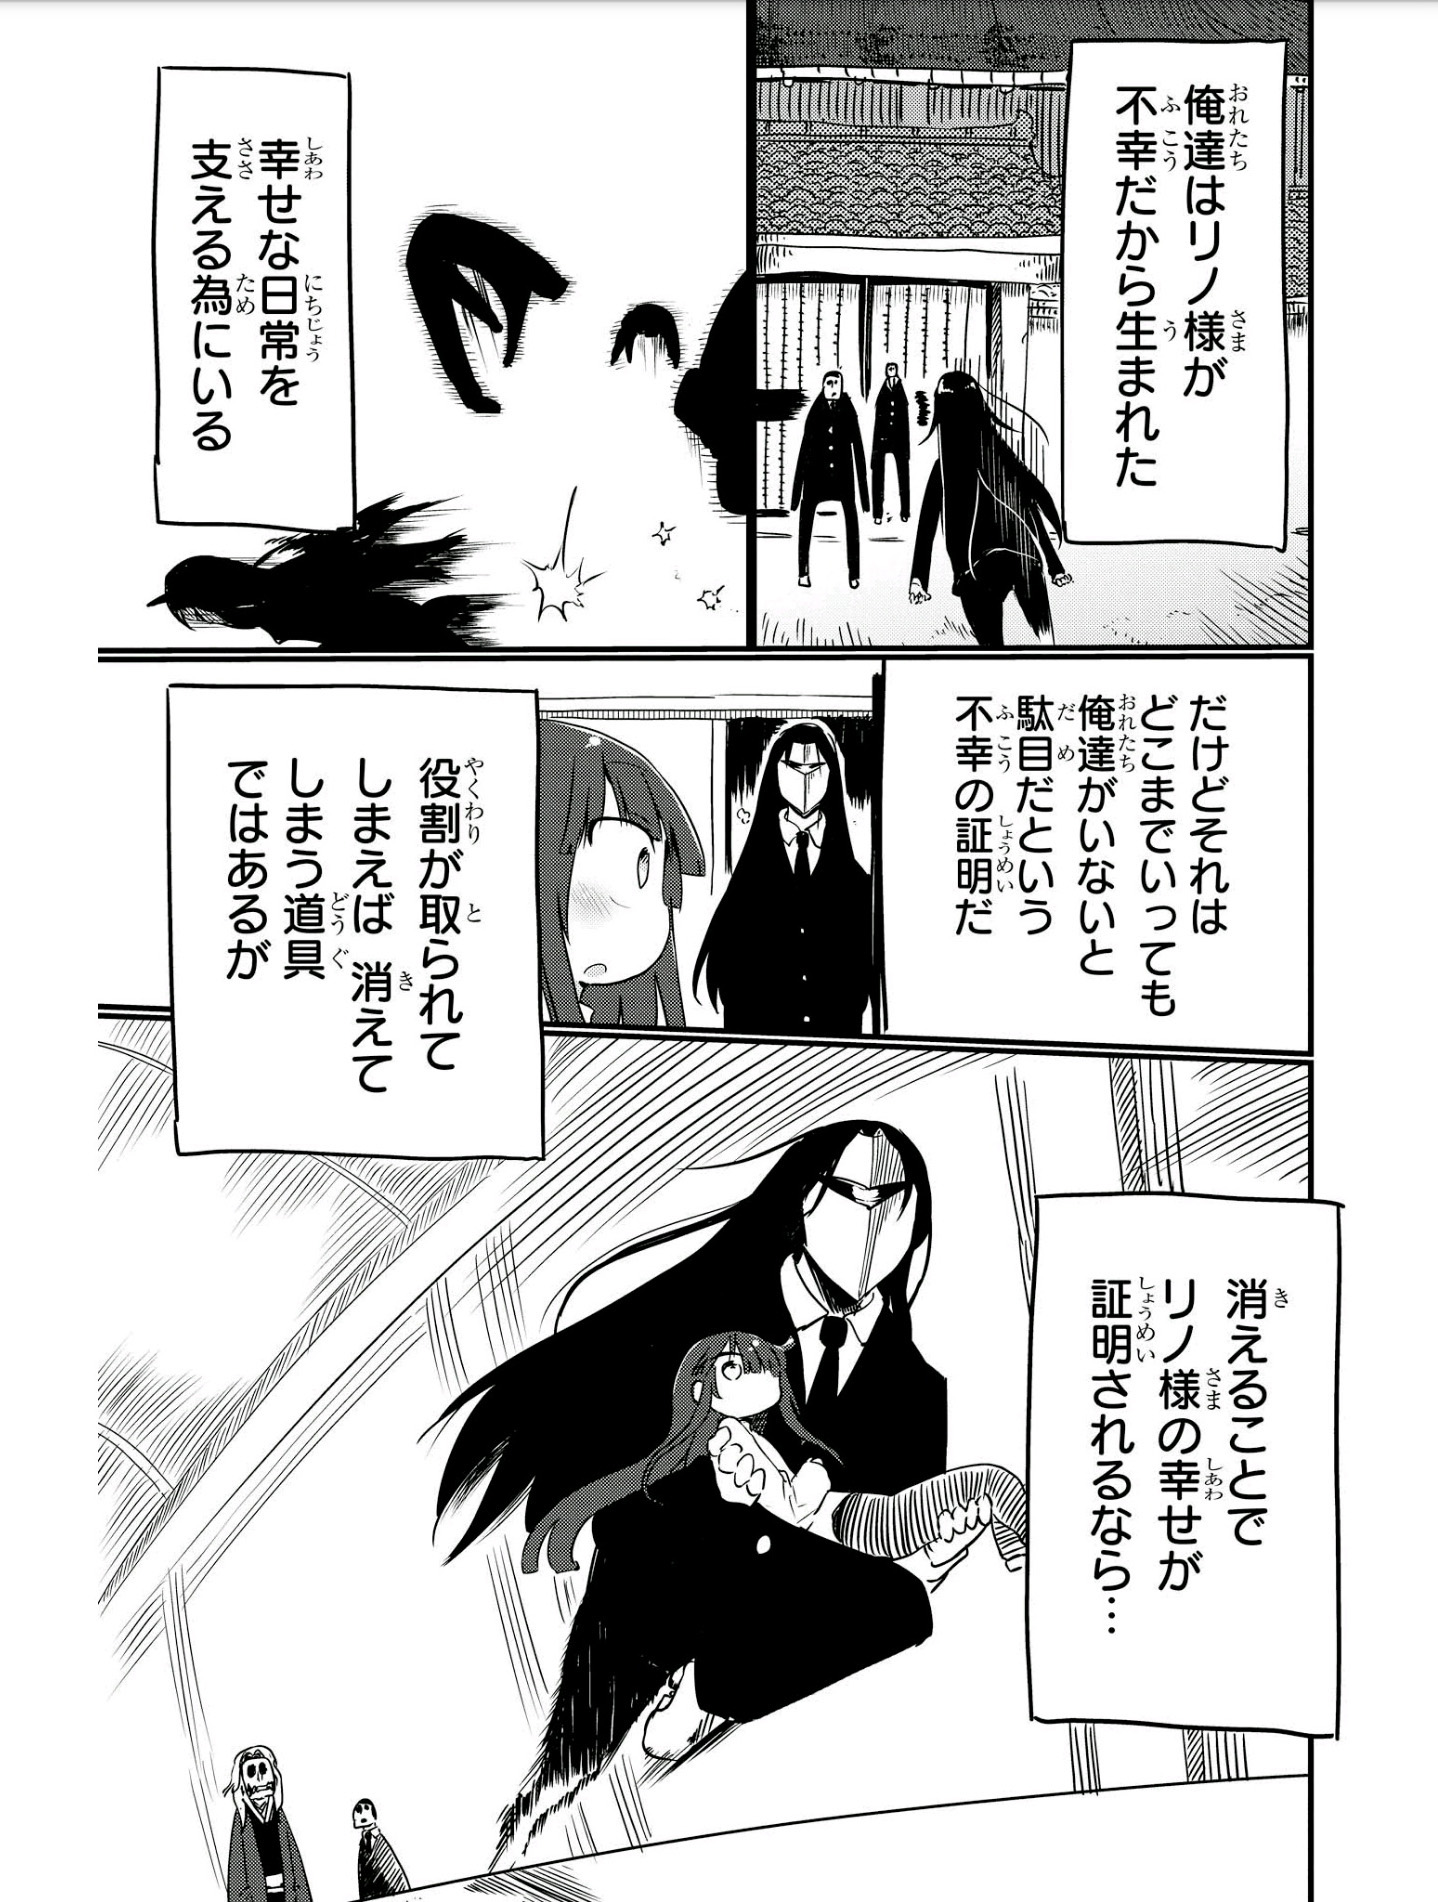 俺達はリノ様が
不幸だから生まれた
幸せな日常を
支える為にいる
だけどそれは
どこまでいっても
俺達がいないと
駄目だという
不幸の証明だ
役割が取られて
しまえば 消えて
しまう道具
ではあるが
消えることで
リノ様の幸せが
証明されるなら…